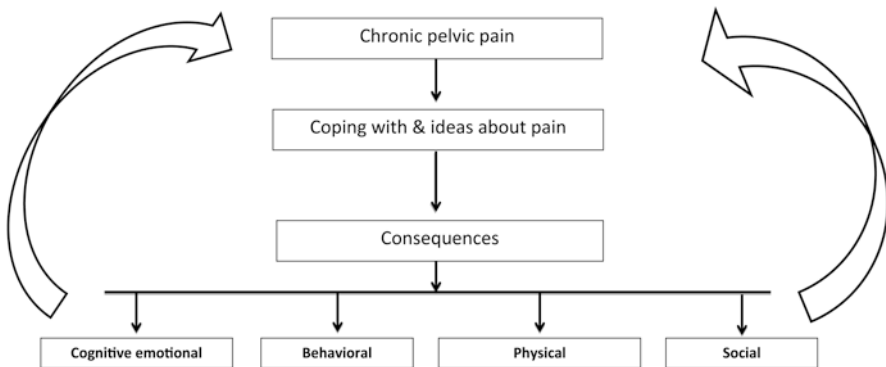 Chronic pelvic pain
Coping with & ideas about pain
Consequences
Cognitive emotional
Behavioral
Physical
Social